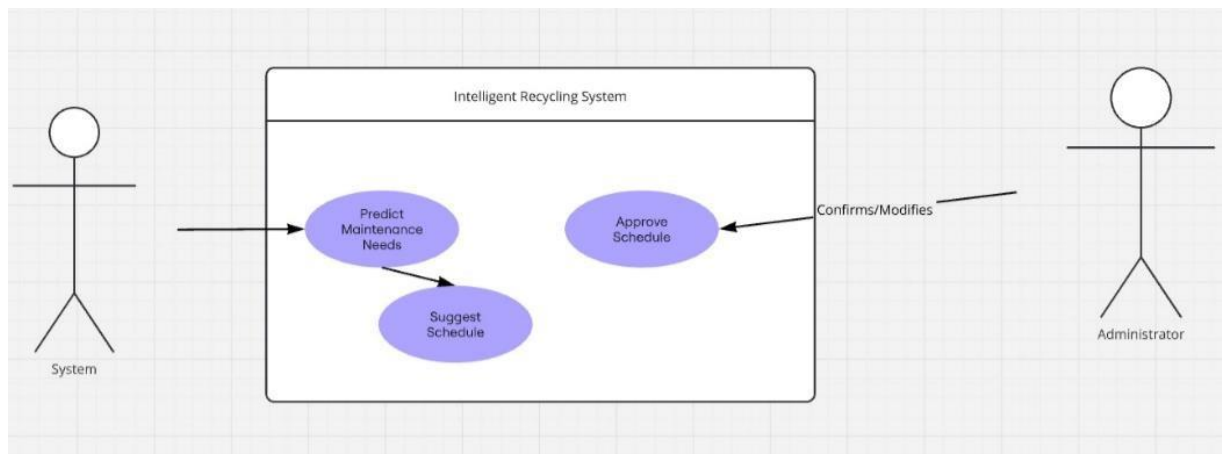 Intelligent Recycling System
Predict
Maintenance
Needs
Approve
Schedule
Confirms/Modifies
Suggest
Schedule
System
Administrator